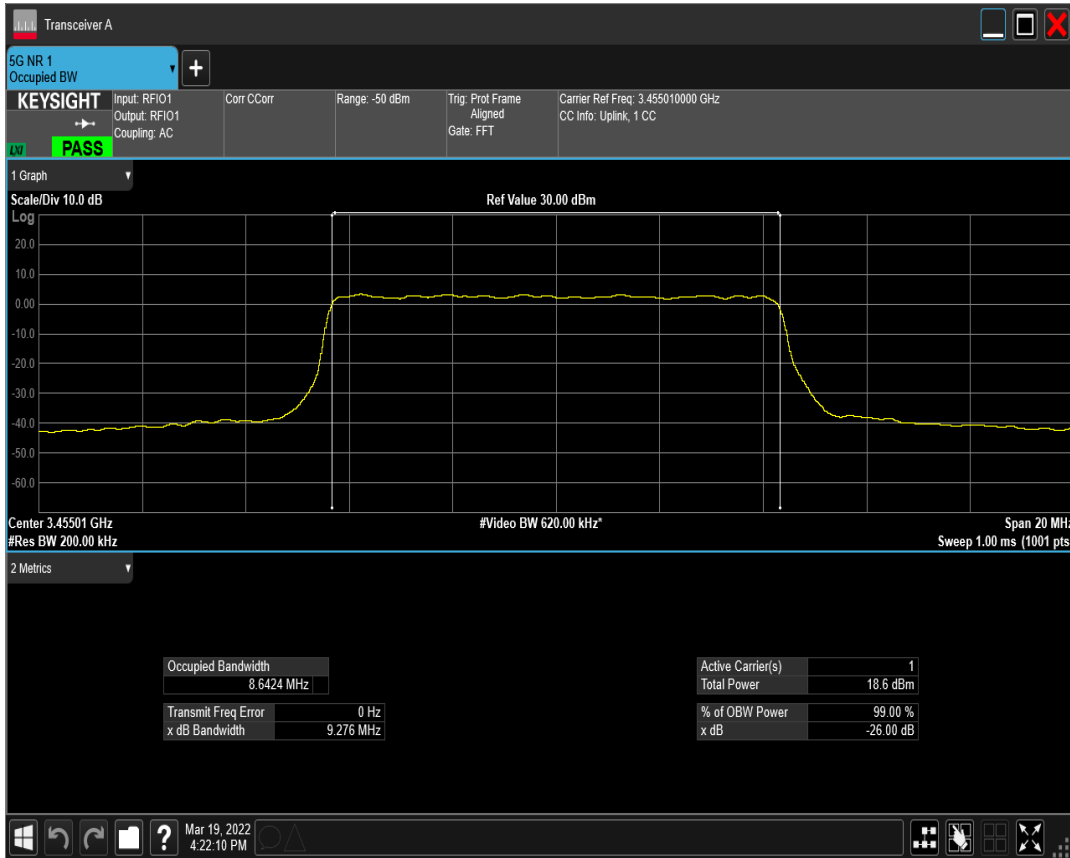 Transceiver A
5G NR 1
Occupied BW
KEYSIGHT
LXI
PASS
Input: RFIO1
Output: RFIO1
Coupling: AC
Corr CCorr
Range: -50 dBm
Trig: Prot Frame
Aligned
Gate: FFT
Carrier Ref Freq: 3.455010000 GHz
CC Info: Uplink, 1 CC
1 Graph
Scale/Div 10.0 dB
Ref Value 30.00 dBm
Log
20.0
10.0
0.00
-10.0
-20.0
-30.0
-40.0
-50.0
-60.0
Center 3.45501 GHz
#Video BW 620.00 kHz*
Span 20 MHz
#Res BW 200.00 kHz
Sweep 1.00 ms (1001 pts
2 Metrics
Occupied Bandwidth
8.6424 MHz
Transmit Freq Error 0 Hz
x dB Bandwidth 9.276 MHz
Active Carrier(s) 1
Total Power 18.6 dBm
% of OBW Power 99.00 %
x dB -26.00 dB
?
Mar 19, 2022
4:22:10 PM